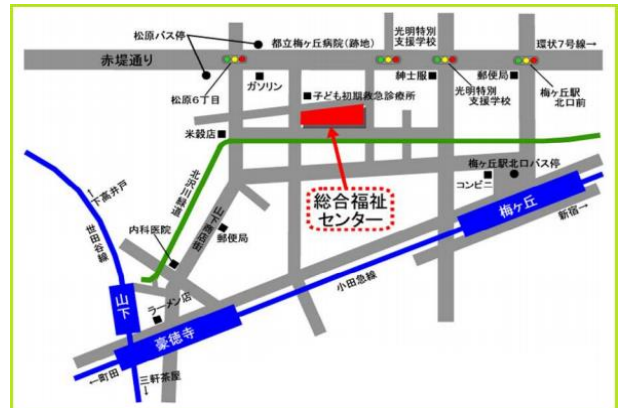 松原バス停
都立梅ヶ丘病院（跡地）
光明特別
支援学校
環状7号線→
赤堤通り
松原6丁目
ガソリン
紳士服
郵便局
光明特別
支援学校
梅ヶ丘駅
北口前
子ども初期救急診療所
米穀店
北沢川緑道
梅ヶ丘駅北口バス停
コンビニ
総合福祉
センター
梅ヶ丘
新宿→
←下高井戸
世田谷線
山下商店街
郵便局
内科医院
小田急線
山下
ラーメン店
豪徳寺
←町田
三軒茶屋→